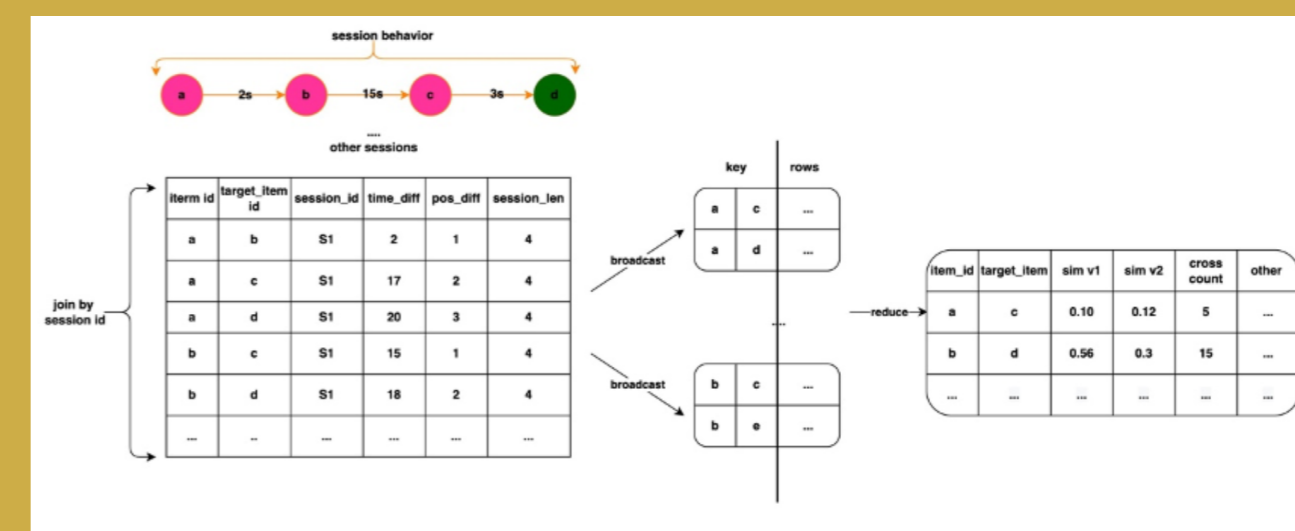 session behavior
a 2s b 15s c 3s d
....
other sessions
iterm id target_item id session_id time_diff pos_diff session_len
a b S1 2 1 4
a c S1 17 2 4
a d S1 20 3 4
b c S1 15 1 4
b d S1 18 2 4
... .. ... ... ... ...
join by
session id
broadcast
broadcast
key rows
a c ...
a d ...
....
b c ...
b e ...
reduce
item_id target_item sim v1 sim v2 cross count other
a c 0.10 0.12 5 ...
b d 0.56 0.3 15 ...
... ... ... ... ... ...